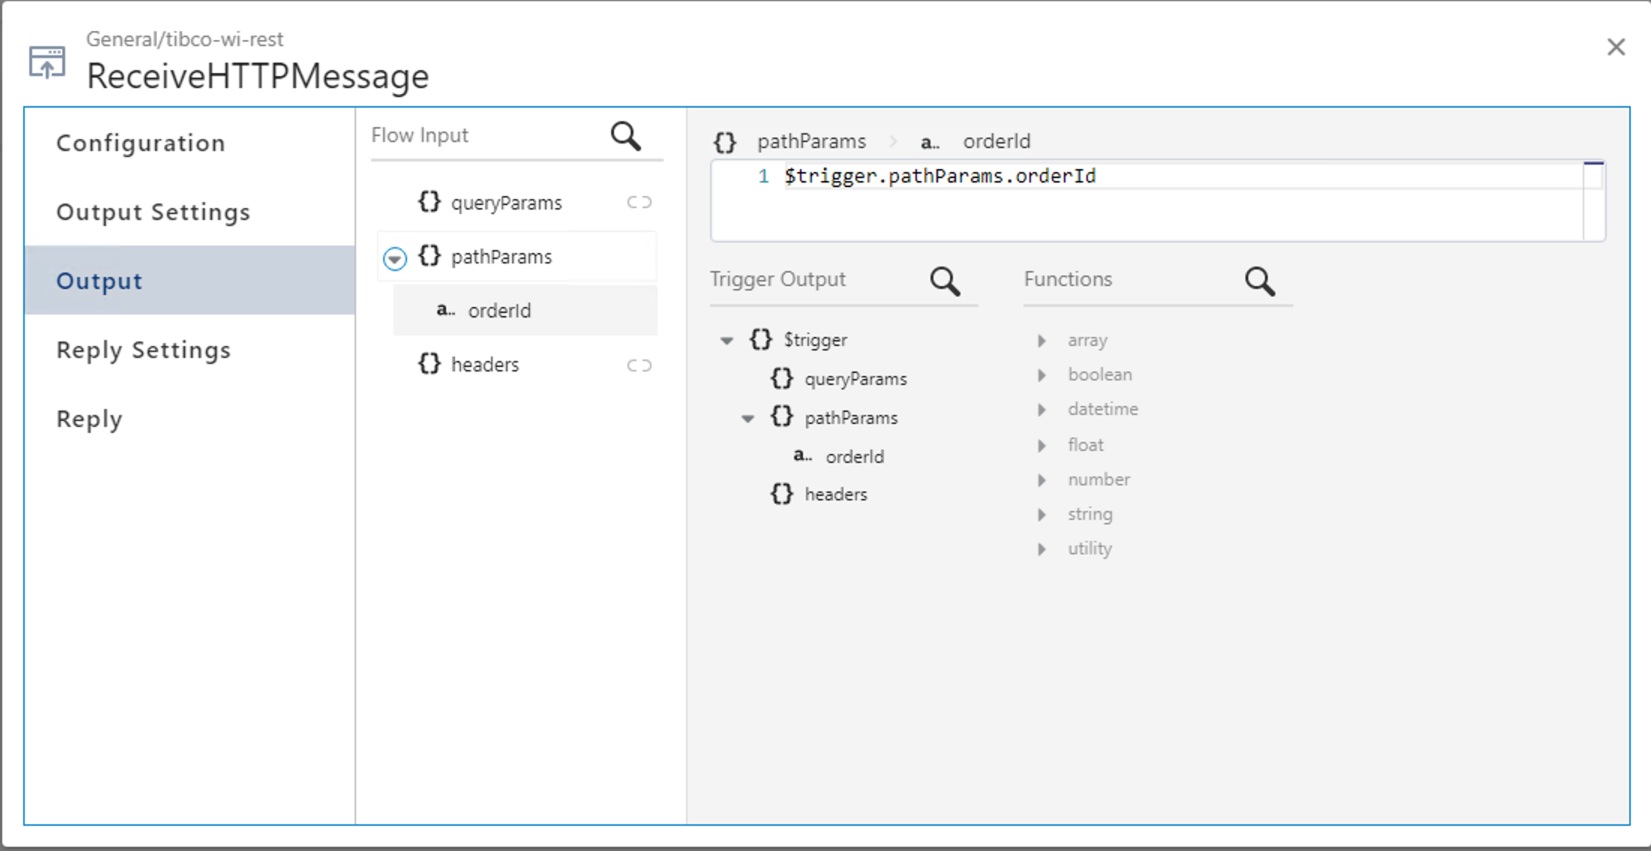 General/tibco-wi-rest
ReceiveHTTPMessage
Configuration
Output Settings
Output
Reply Settings
Reply
Flow Input
{} queryParams
{} pathParams
a.. orderId
{} headers
{} pathParams > a.. orderId
1 $trigger.pathParams.orderId
Trigger Output
{} $trigger
{} queryParams
{} pathParams
a.. orderId
{} headers
Functions
array
boolean
datetime
float
number
string
utility